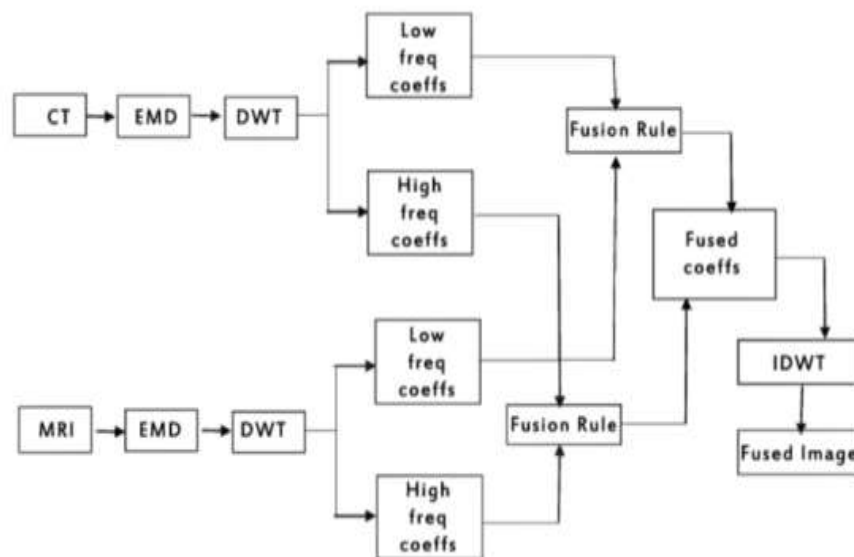 Low
freq
coeffs
CT
EMD
DWT
Fusion Rule
High
freq
coeffs
Fused
coeffs
Low
freq
coeffs
IDWT
MRI
EMD
DWT
Fusion Rule
Fused Image
High
freq
coeffs